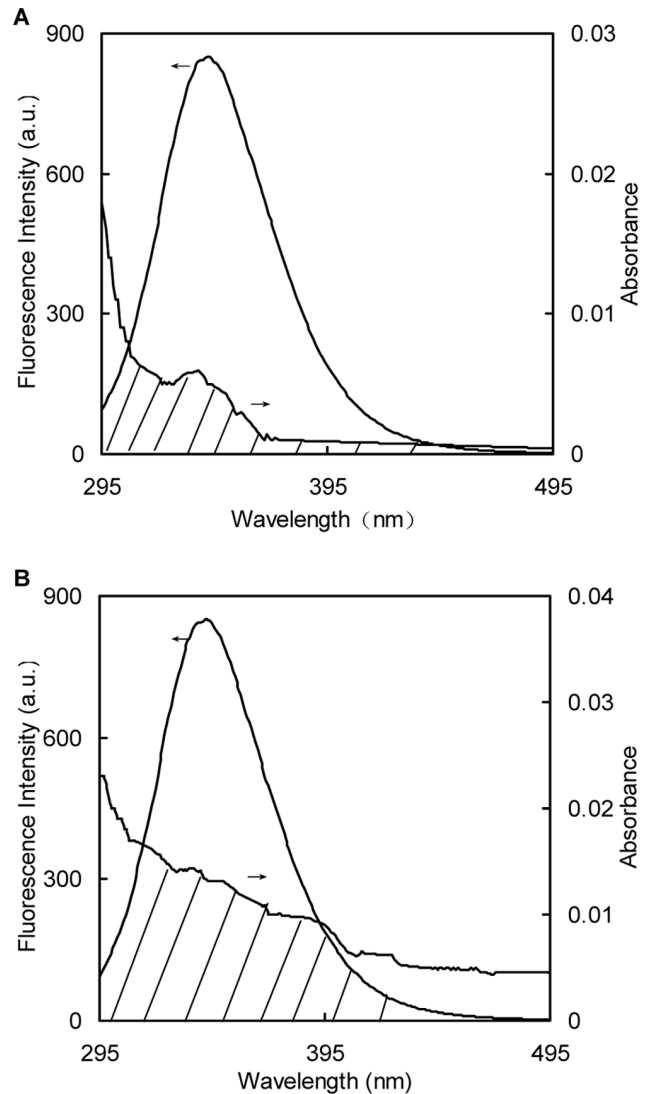 A
900
0.03
600
0.02
300
0.01
0
0
295
395
495
Fluorescence Intensity (a.u.)
Absorbance
Wavelength（nm）
B
900
0.04
0.03
600
0.02
300
0.01
0
0
295
395
495
Fluorescence Intensity (a.u.)
Absorbance
Wavelength (nm)